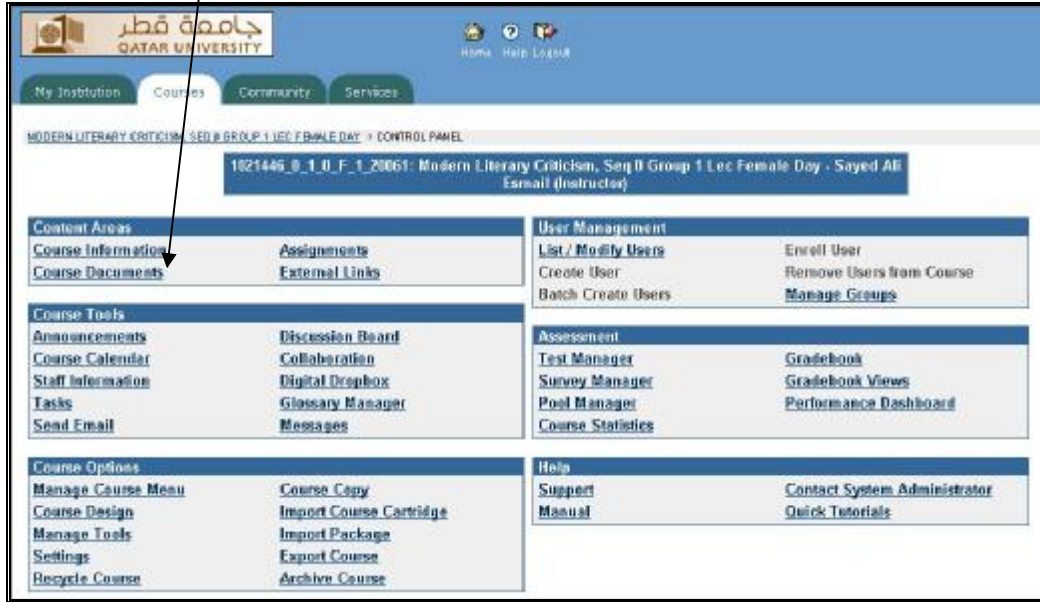 جامعة قطر
QATAR UNIVERSITY
Home Help Logout
My Institution Courses Community Services
MODERN LITERARY CRITICISM, SEQ 0 GROUP 1 LEC FEMALE DAY > CONTROL PANEL
1021446_0_1_0_F_1_20061: Modern Literary Criticism, Seq 0 Group 1 Lec Female Day - Sayed Ali
Esmail (Instructor)
Content Areas
Course Information Assignments
Course Documents External Links
Course Tools
Announcements Discussion Board
Course Calendar Collaboration
Staff Information Digital Dropbox
Tasks Glossary Manager
Send Email Messages
Course Options
Manage Course Menu Course Copy
Course Design Import Course Cartridge
Manage Tools Import Package
Settings Export Course
Recycle Course Archive Course
User Management
List / Modify Users Enroll User
Create User Remove Users from Course
Batch Create Users Manage Groups
Assessment
Test Manager Gradebook
Survey Manager Gradebook Views
Pool Manager Performance Dashboard
Course Statistics
Help
Support Contact System Administrator
Manual Quick Tutorials